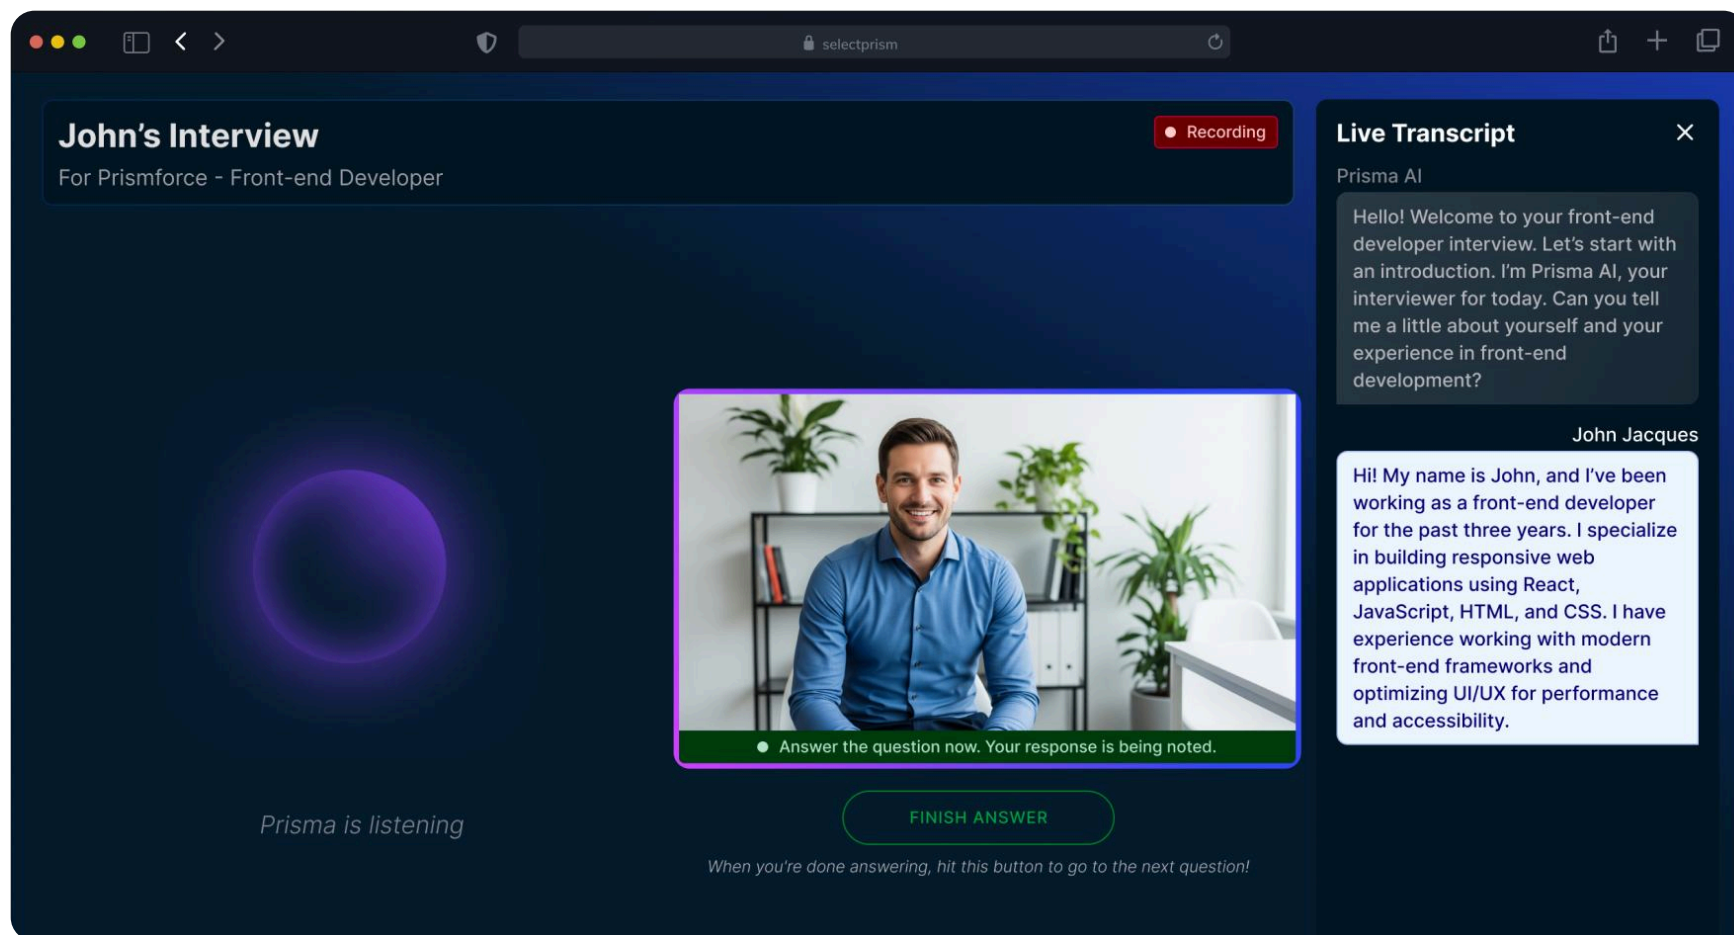 selectprism
John’s Interview
For Prismforce - Front-end Developer
Recording
Answer the question now. Your response is being noted.
Prisma is listening
FINISH ANSWER
When you're done answering, hit this button to go to the next question!
Live Transcript
Prisma AI
Hello! Welcome to your front-end
developer interview. Let’s start with
an introduction. I’m Prisma AI, your
interviewer for today. Can you tell
me a little about yourself and your
experience in front-end
development?
John Jacques
Hi! My name is John, and I’ve been
working as a front-end developer
for the past three years. I specialize
in building responsive web
applications using React,
JavaScript, HTML, and CSS. I have
experience working with modern
front-end frameworks and
optimizing UI/UX for performance
and accessibility.